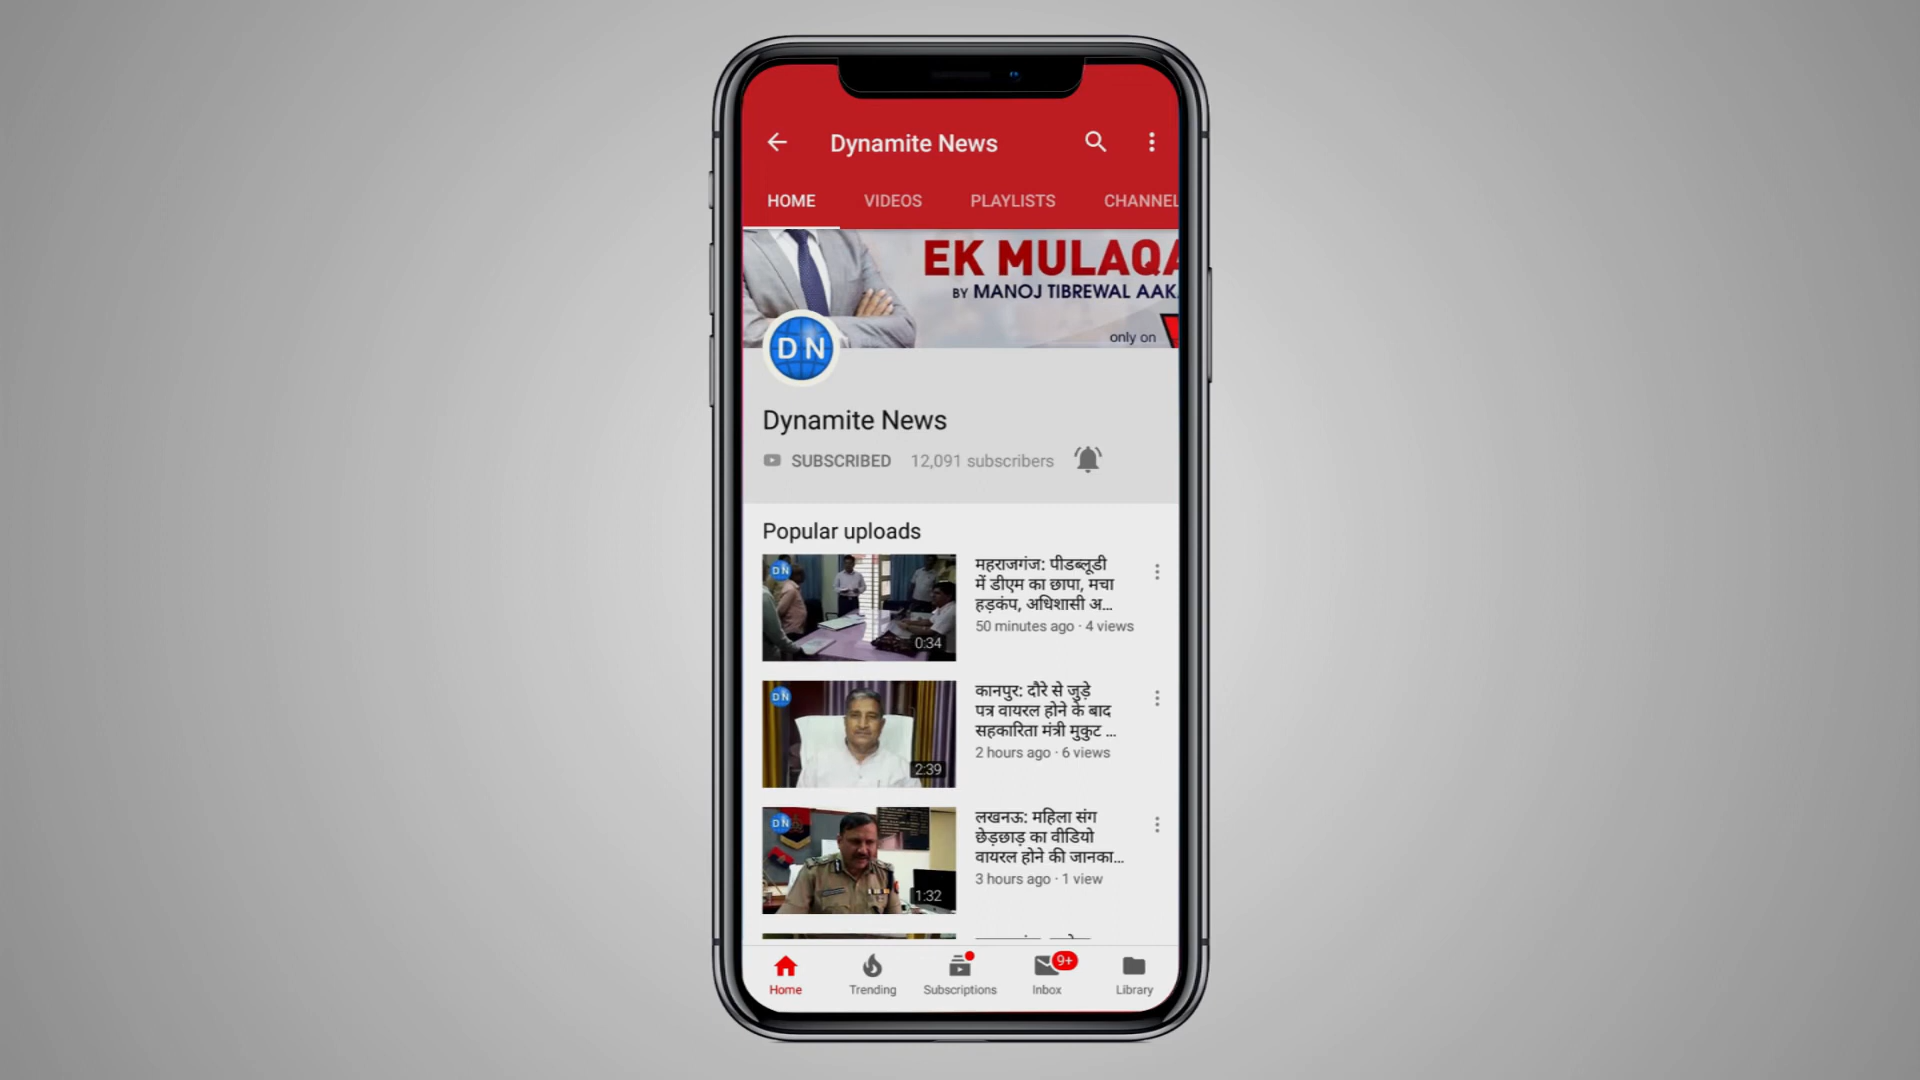 Dynamite News
HOME VIDEOS PLAYLISTS CHANNEL
EK MULAQA
BY MANOJ TIBREWAL AAK
only on
DN
Dynamite News
SUBSCRIBED 12,091 subscribers
Popular uploads
DN
0:34
महराजगंज: पीडब्लूडी
में डीएम का छापा, मचा
हड़कंप, अधिशासी अ...
50 minutes ago · 4 views
DN
2:39
कानपुर: दौरे से जुड़े
पत्र वायरल होने के बाद
सहकारिता मंत्री मुकुट ...
2 hours ago · 6 views
DN
1:32
लखनऊ: महिला संग
छेड़छाड़ का वीडियो
वायरल होने की जानका...
3 hours ago · 1 view
9+
Home Trending Subscriptions Inbox Library